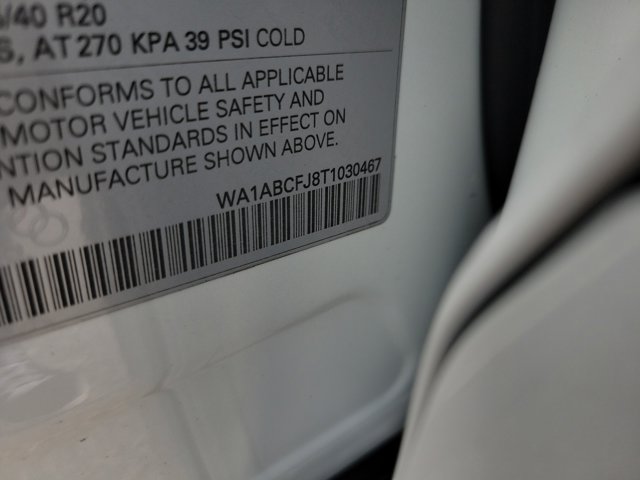 /40 R20
S, AT 270 KPA 39 PSI COLD
CONFORMS TO ALL APPLICABLE
MOTOR VEHICLE SAFETY AND
NTION STANDARDS IN EFFECT ON
MANUFACTURE SHOWN ABOVE.
WA1ABCFJ8T1030467